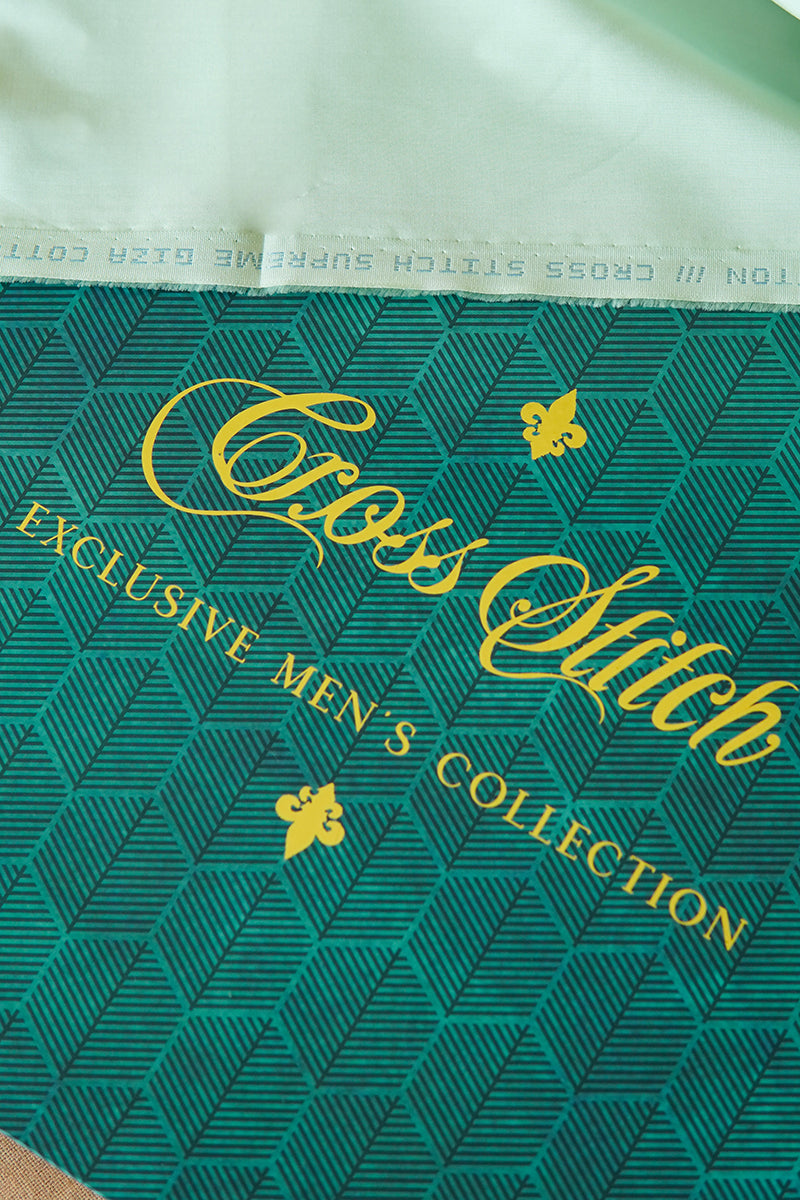 TON /// CROSS STITCH SUPREME GIZA COTT
Cross Stitch
EXCLUSIVE MEN'S COLLECTION